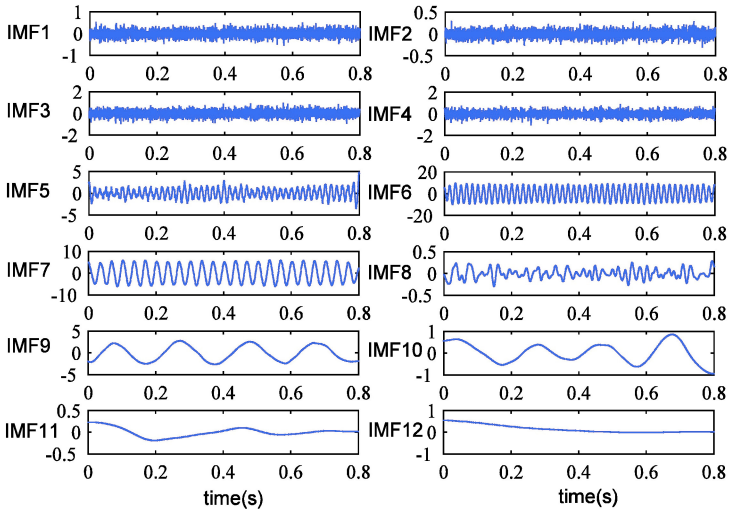 1
IMF1 0
-1
0 0.2 0.4 0.6 0.8
0.5
IMF2 0
-0.5
0 0.2 0.4 0.6 0.8
2
IMF3 0
-2
0 0.2 0.4 0.6 0.8
2
IMF4 0
-2
0 0.2 0.4 0.6 0.8
5
IMF5 0
-5
0 0.2 0.4 0.6 0.8
20
IMF6 0
-20
0 0.2 0.4 0.6 0.8
10
IMF7 0
-10
0 0.2 0.4 0.6 0.8
0.5
IMF8 0
-0.5
0 0.2 0.4 0.6 0.8
5
IMF9 0
-5
0 0.2 0.4 0.6 0.8
1
IMF10 0
-1
0 0.2 0.4 0.6 0.8
0.5
IMF11 0
-0.5
0 0.2 0.4 0.6 0.8
time(s)
1
IMF12 0
-1
0 0.2 0.4 0.6 0.8
time(s)